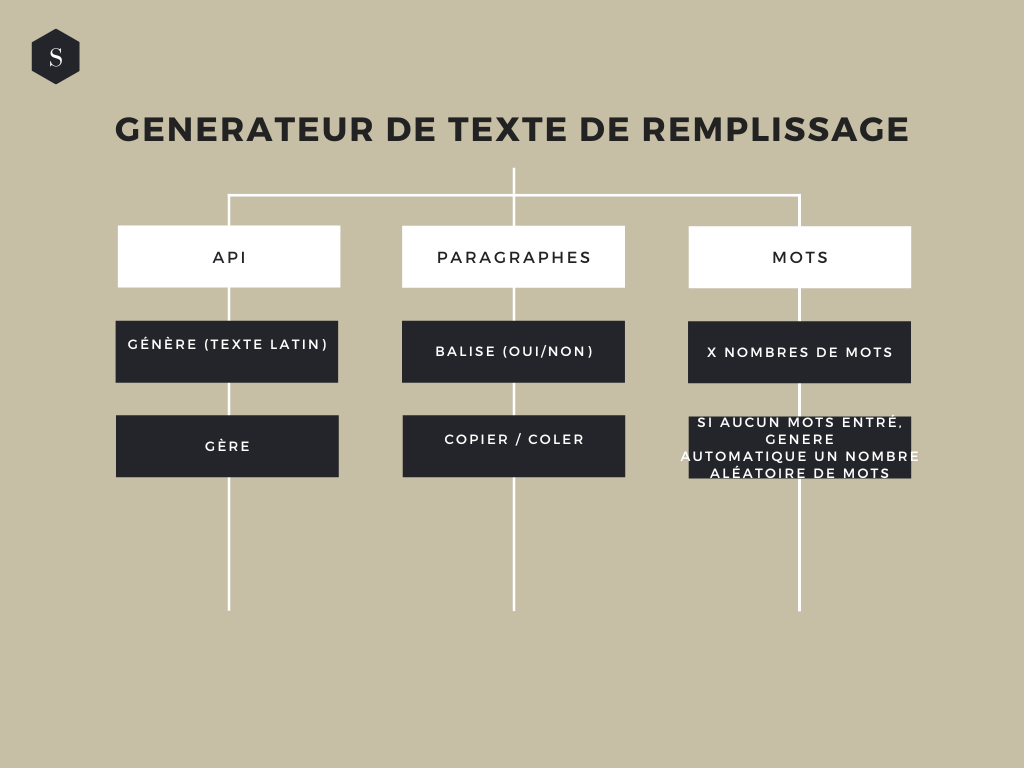 S
GENERATEUR DE TEXTE DE REMPLISSAGE
API
PARAGRAPHES
MOTS
GÉNÈRE (TEXTE LATIN)
BALISE (OUI/NON)
X NOMBRES DE MOTS
GÈRE
COPIER / COLER
SI AUCUN MOTS ENTRÉ,
GENERE
AUTOMATIQUE UN NOMBRE
ALÉATOIRE DE MOTS